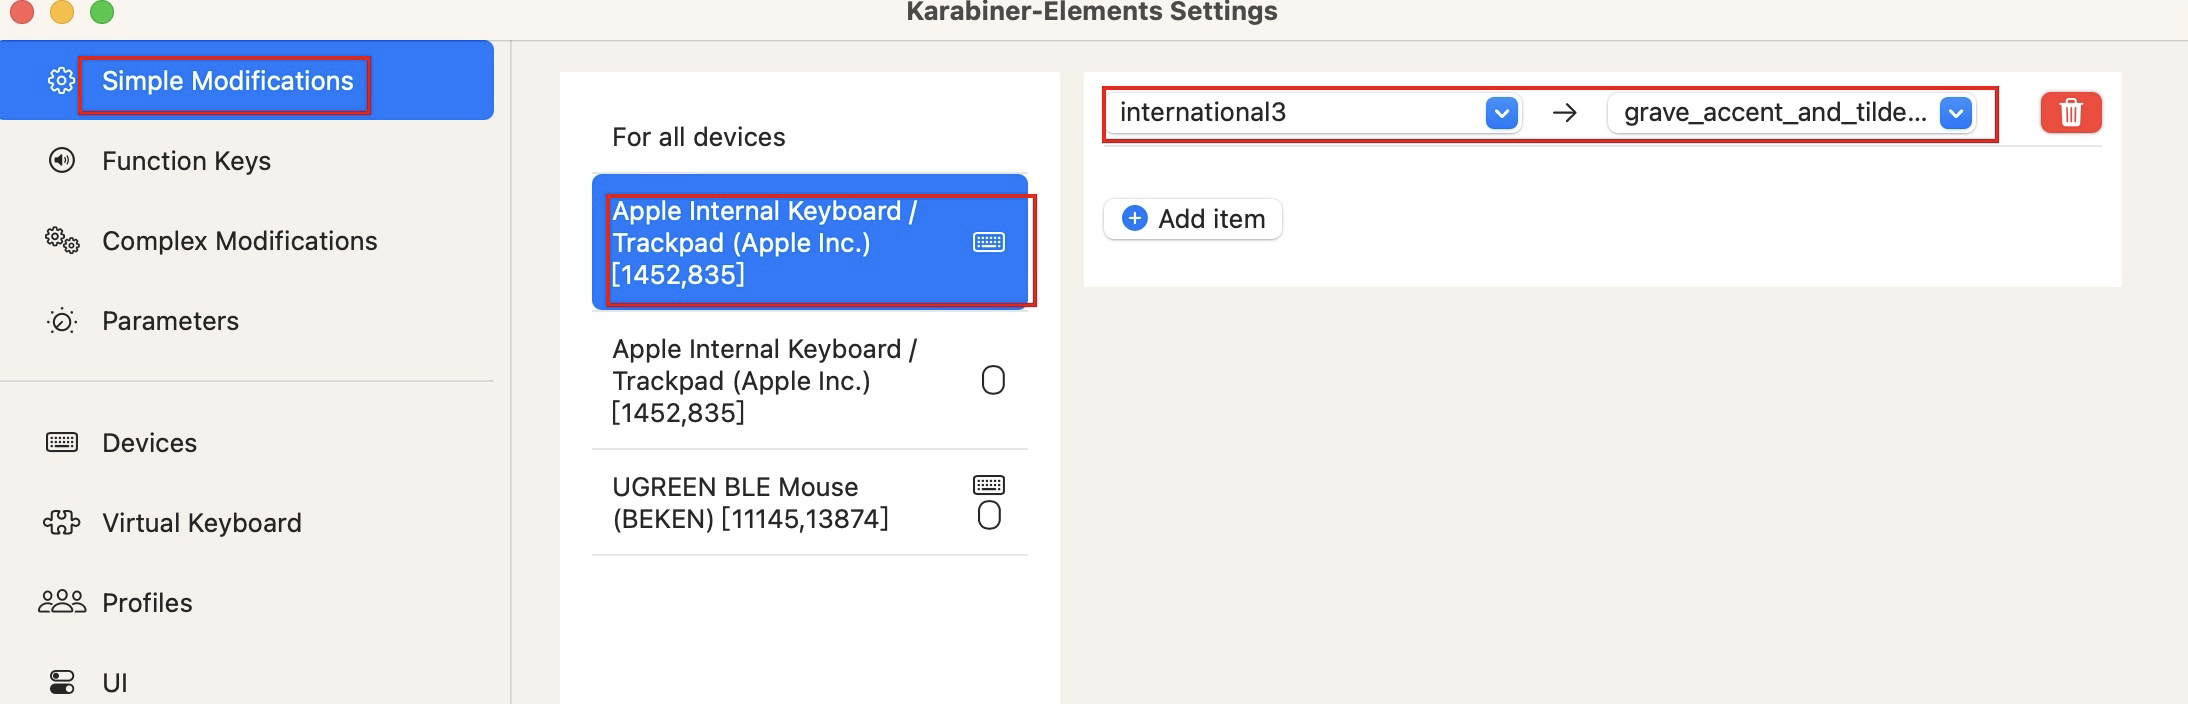 Karabiner-Elements Settings
Simple Modifications
Function Keys
Complex Modifications
Parameters
Devices
Virtual Keyboard
Profiles
UI
For all devices
Apple Internal Keyboard /
Trackpad (Apple Inc.)
[1452,835]
Apple Internal Keyboard /
Trackpad (Apple Inc.)
[1452,835]
UGREEN BLE Mouse
(BEKEN) [11145,13874]
international3 → grave_accent_and_tilde...
Add item